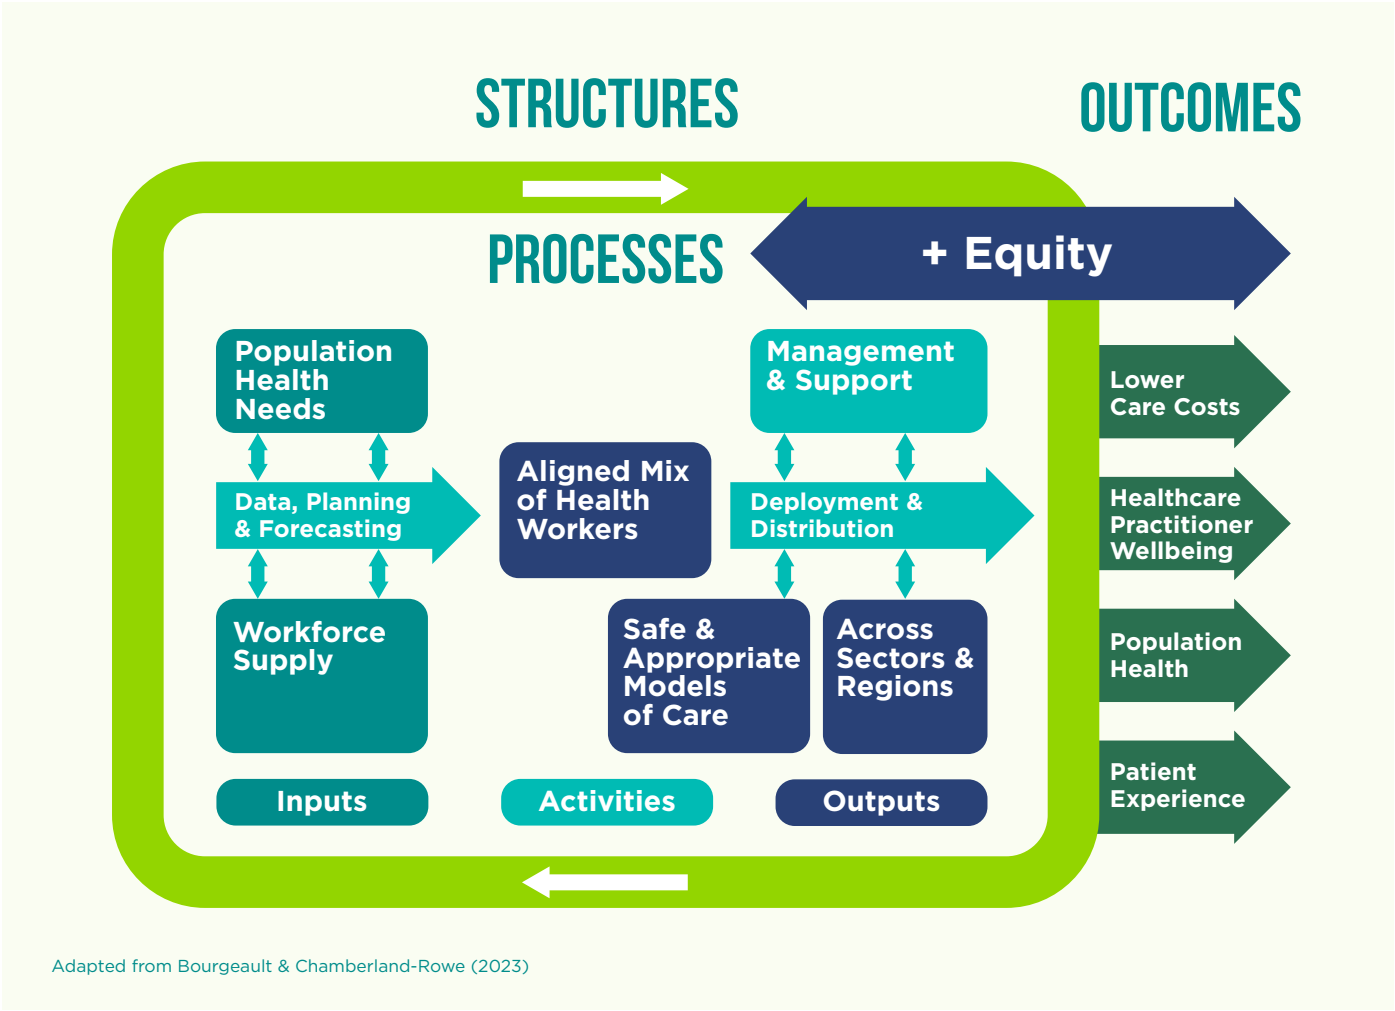 STRUCTURES
OUTCOMES
PROCESSES
+ Equity
Population
Health
Needs
Data, Planning
& Forecasting
Workforce
Supply
Aligned Mix
of Health
Workers
Management
& Support
Deployment &
Distribution
Safe &
Appropriate
Models
of Care
Across
Sectors &
Regions
Inputs
Activities
Outputs
Lower
Care Costs
Healthcare
Practitioner
Wellbeing
Population
Health
Patient
Experience
Adapted from Bourgeault & Chamberland-Rowe (2023)